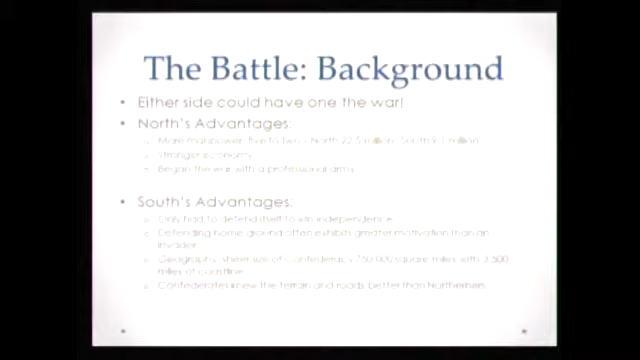 The Battle: Background
• Either side could have one the war!
• North's Advantages:
o More manpower, five to two - North 22.5 million, South 9.1 million
o Stronger economy
o Began the war with a professional army
• South's Advantages:
o Only had to defend itself to win independence
o Defending home ground often exhibits greater motivation than an
invader
o Geography: sheer size of Confederacy 750,000 square miles with 3,500
miles of coastline
o Confederates knew the terrain and roads better than Northerners